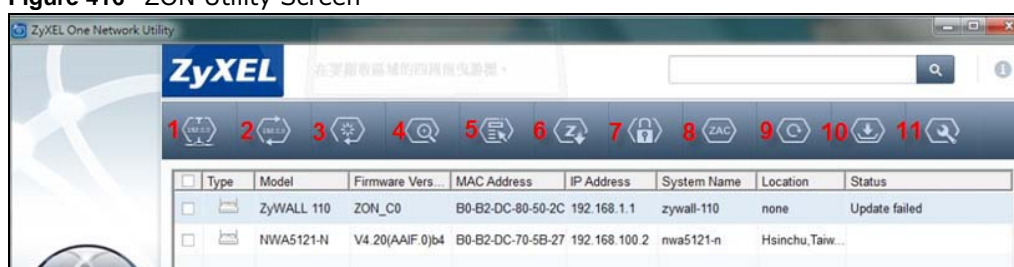 Figure 416 ZON Utility Screen
ZyXEL One Network Utility
ZyXEL
1 2 3 4 5 6 7 8 ZAC 9 10 11
Type Model Firmware Vers... MAC Address IP Address System Name Location Status
ZyWALL 110 ZON_C0 B0-B2-DC-80-50-2C 192.168.1.1 zywall-110 none Update failed
NWA5121-N V4.20(AAIF.0)b4 B0-B2-DC-70-5B-27 192.168.100.2 nwa5121-n Hsinchu,Taiw...